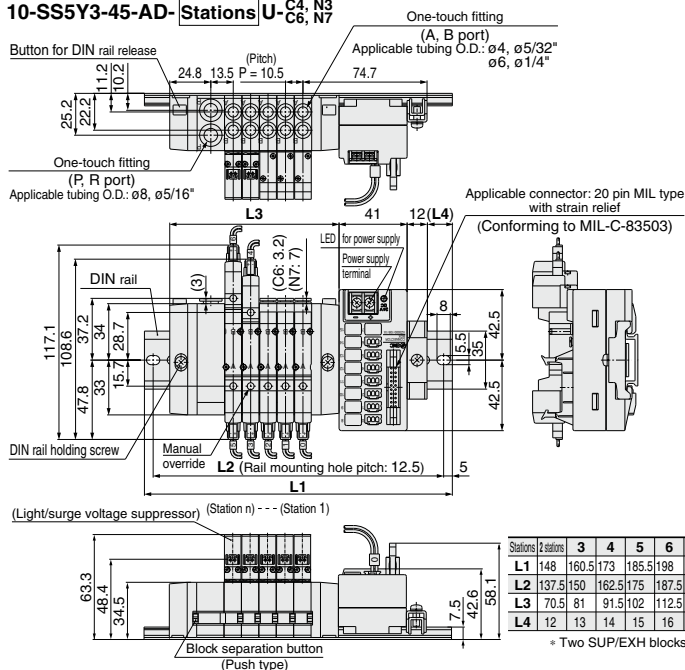 10-SS5Y3-45-AD- Stations U- C4, N3
C6, N7
One-touch fitting
(A, B port)
Applicable tubing O.D.: ø4, ø5/32"
ø6, ø1/4"
Button for DIN rail release
11.2
10.2
24.8
13.5
(Pitch)
P = 10.5
74.7
25.2
22.2
One-touch fitting
(P, R port)
Applicable tubing O.D.: ø8, ø5/16"
Applicable connector: 20 pin MIL type
with strain relief
(Conforming to MIL-C-83503)
L3
41
12
(L4)
LED for power supply
Power supply
terminal
(3)
(C6: 3.2)
(N7: 7)
DIN rail
117.1
108.6
37.2
34
28.7
15.7
33
47.8
8
5.5
35
42.5
42.5
DIN rail holding screw
Manual
override
L2 (Rail mounting hole pitch: 12.5)
5
L1
(Light/surge voltage suppressor)
(Station n) - - - (Station 1)
63.3
48.4
34.5
7.5
42.6
58.1
Block separation button
(Push type)
Stations 2 stations 3 4 5 6
L1 148 160.5 173 185.5 198
L2 137.5 150 162.5 175 187.5
L3 70.5 81 91.5 102 112.5
L4 12 13 14 15 16
* Two SUP/EXH blocks